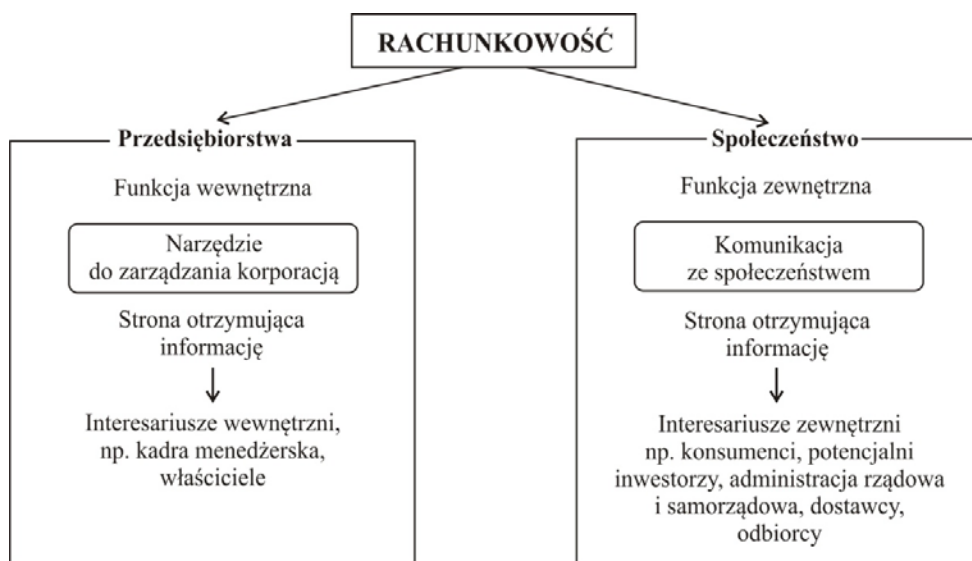 RACHUNKOWOŚĆ
Przedsiębiorstwa
Funkcja wewnętrzna
Narzędzie
do zarządzania korporacją
Strona otrzymująca
informację
Interesariusze wewnętrzni,
np. kadra menedżerska,
właściciele
Społeczeństwo
Funkcja zewnętrzna
Komunikacja
ze społeczeństwem
Strona otrzymująca
informację
Interesariusze zewnętrzni
np. konsumenci, potencjalni
inwestorzy, administracja rządowa
i samorządowa, dostawcy,
odbiorcy